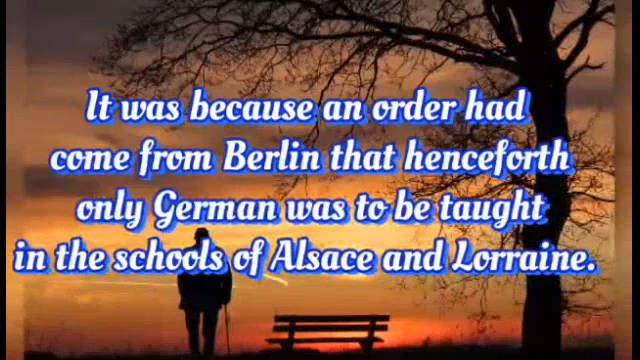 It was because an order had
come from Berlin that henceforth
only German was to be taught
in the schools of Alsace and Lorraine.